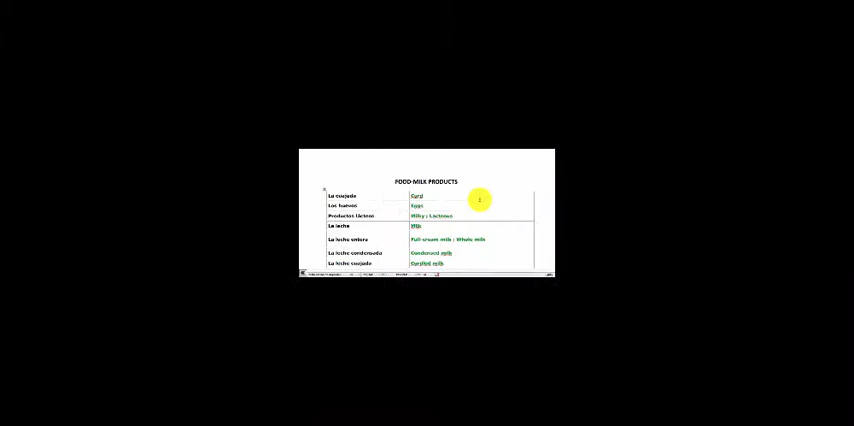 FOOD-MILK PRODUCTS
La cuajada Curd
Los huevos Eggs
Productos lácteos Milky ; Lacteous
La leche Milk
La leche entera Full-cream milk ; Whole milk
La leche condensada Condensed milk
La leche cuajada Curdled milk